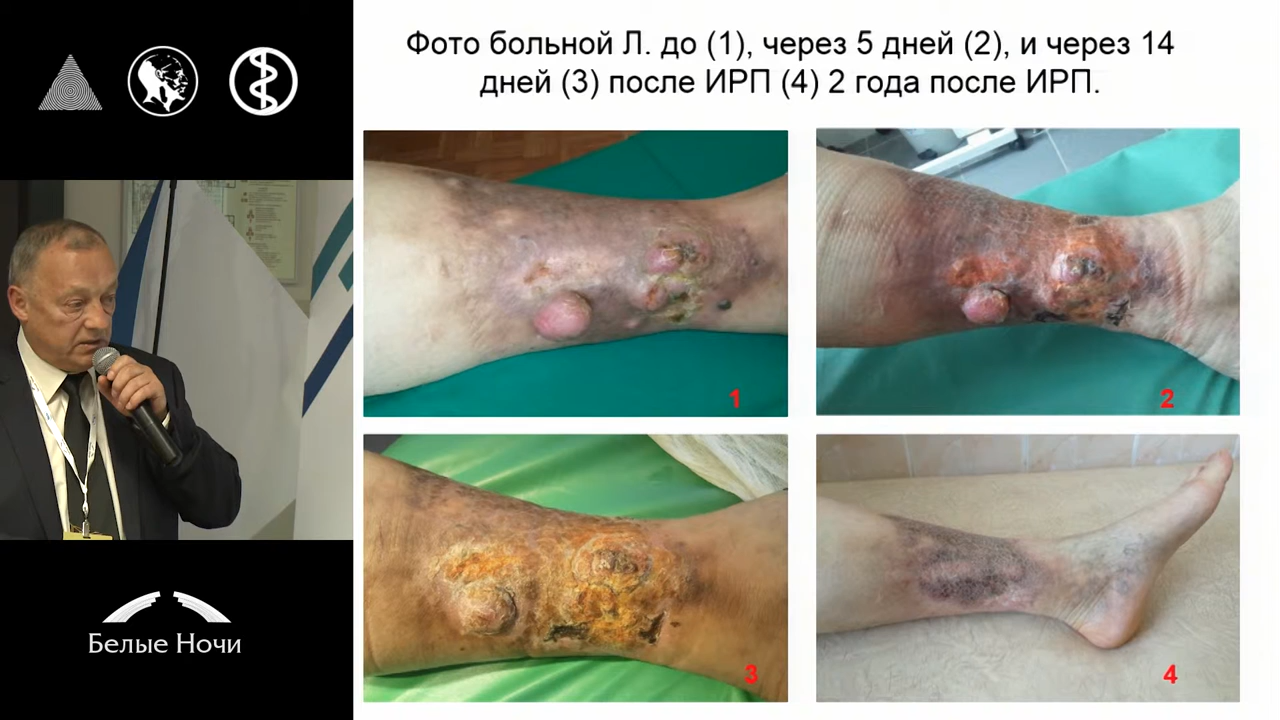 Фото больной Л. до (1), через 5 дней (2), и через 14
дней (3) после ИРП (4) 2 года после ИРП.
1
2
3
4
Белые Ночи